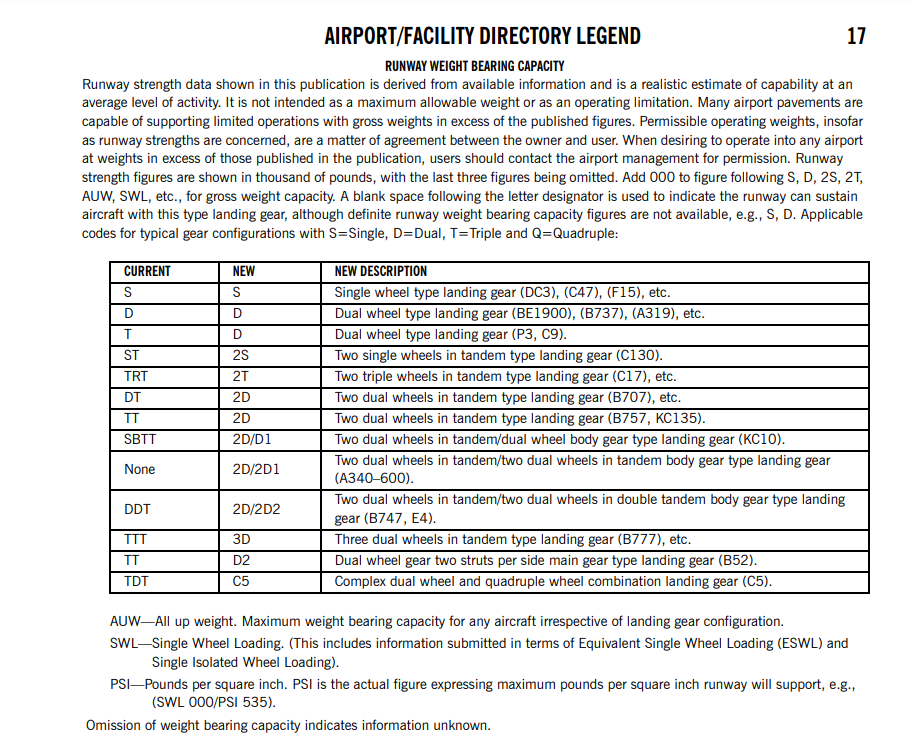 AIRPORT/FACILITY DIRECTORY LEGEND 17
RUNWAY WEIGHT BEARING CAPACITY
Runway strength data shown in this publication is derived from available information and is a realistic estimate of capability at an
average level of activity. It is not intended as a maximum allowable weight or as an operating limitation. Many airport pavements are
capable of supporting limited operations with gross weights in excess of the published figures. Permissible operating weights, insofar
as runway strengths are concerned, are a matter of agreement between the owner and user. When desiring to operate into any airport
at weights in excess of those published in the publication, users should contact the airport management for permission. Runway
strength figures are shown in thousand of pounds, with the last three figures being omitted. Add 000 to figure following S, D, 2S, 2T,
AUW, SWL, etc., for gross weight capacity. A blank space following the letter designator is used to indicate the runway can sustain
aircraft with this type landing gear, although definite runway weight bearing capacity figures are not available, e.g., S, D. Applicable
codes for typical gear configurations with S=Single, D=Dual, T=Triple and Q=Quadruple:
CURRENT NEW NEW DESCRIPTION
S S Single wheel type landing gear (DC3), (C47), (F15), etc.
D D Dual wheel type landing gear (BE1900), (B737), (A319), etc.
T D Dual wheel type landing gear (P3, C9).
ST 2S Two single wheels in tandem type landing gear (C130).
TRT 2T Two triple wheels in tandem type landing gear (C17), etc.
DT 2D Two dual wheels in tandem type landing gear (B707), etc.
TT 2D Two dual wheels in tandem type landing gear (B757, KC135).
SBTT 2D/D1 Two dual wheels in tandem/dual wheel body gear type landing gear (KC10).
None 2D/2D1 Two dual wheels in tandem/two dual wheels in tandem body gear type landing gear
(A340–600).
DDT 2D/2D2 Two dual wheels in tandem/two dual wheels in double tandem body gear type landing
gear (B747, E4).
TTT 3D Three dual wheels in tandem type landing gear (B777), etc.
TT D2 Dual wheel gear two struts per side main gear type landing gear (B52).
TDT C5 Complex dual wheel and quadruple wheel combination landing gear (C5).
AUW—All up weight. Maximum weight bearing capacity for any aircraft irrespective of landing gear configuration.
SWL—Single Wheel Loading. (This includes information submitted in terms of Equivalent Single Wheel Loading (ESWL) and
Single Isolated Wheel Loading).
PSI—Pounds per square inch. PSI is the actual figure expressing maximum pounds per square inch runway will support, e.g.,
(SWL 000/PSI 535).
Omission of weight bearing capacity indicates information unknown.